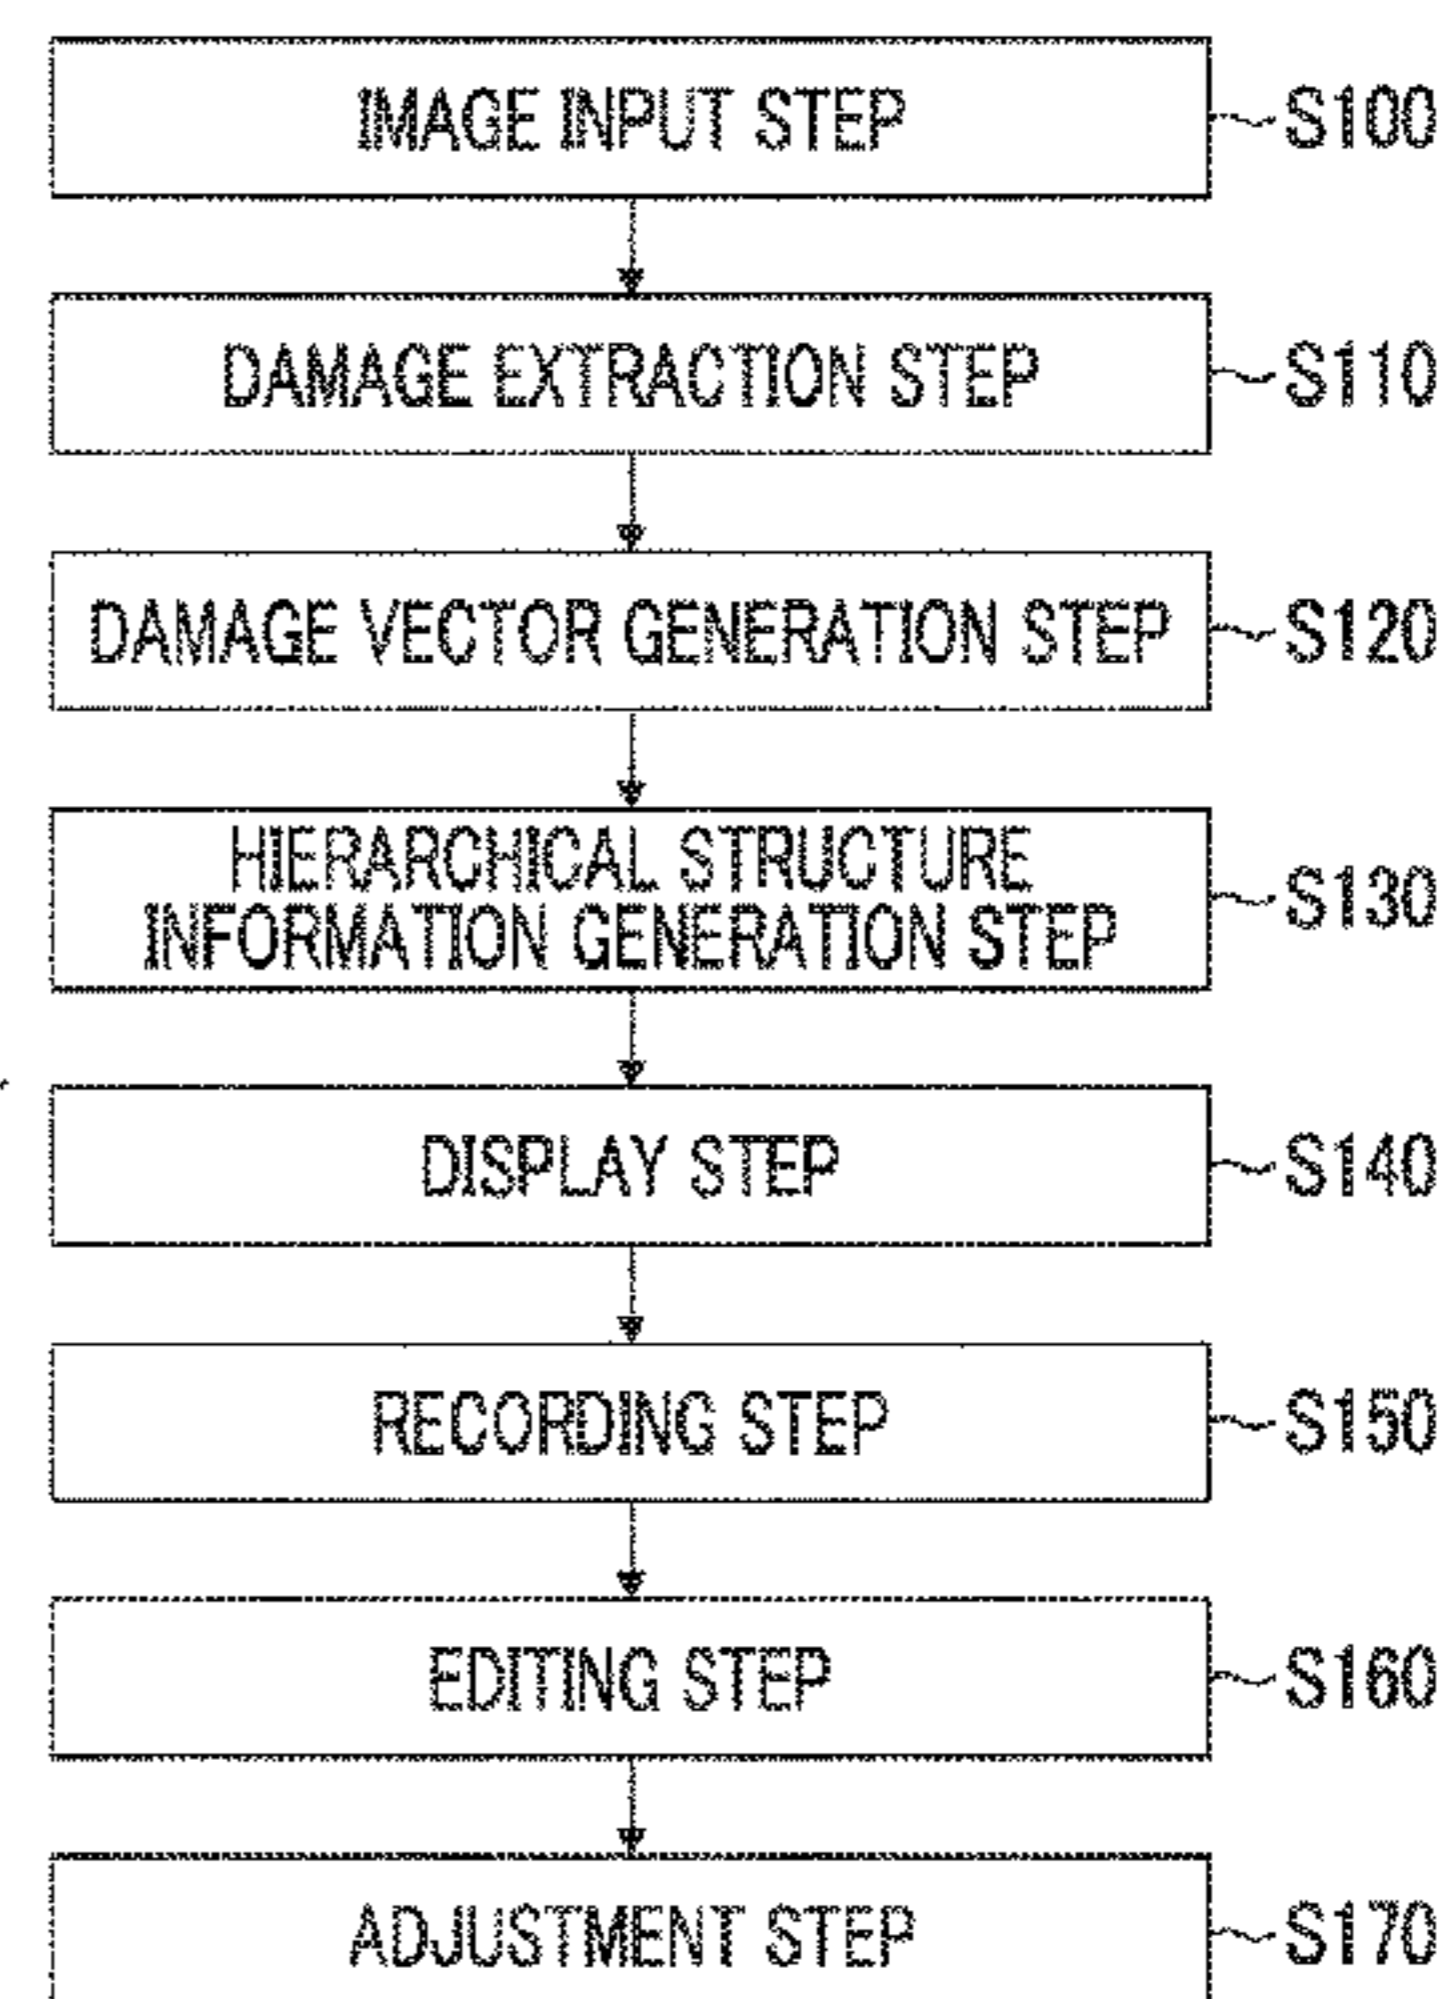 IMAGE INPUT STEP S100
DAMAGE EXTRACTION STEP S110
DAMAGE VECTOR GENERATION STEP S120
HIERARCHICAL STRUCTURE
INFORMATION GENERATION STEP S130
DISPLAY STEP S140
RECORDING STEP S150
EDITING STEP S160
ADJUSTMENT STEP S170